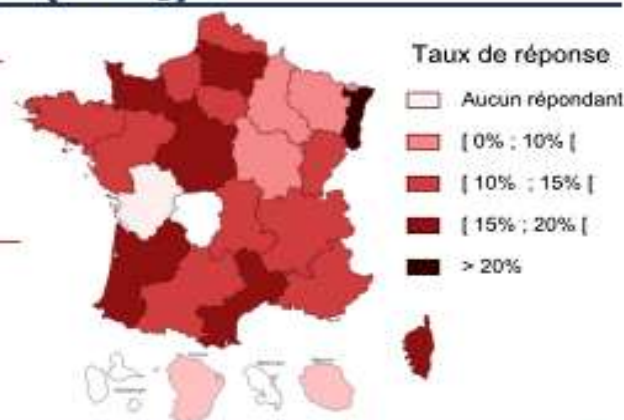 Taux de réponse
Aucun répondant
[ 0% ; 10% [
[ 10% ; 15% [
[ 15% ; 20% [
> 20%